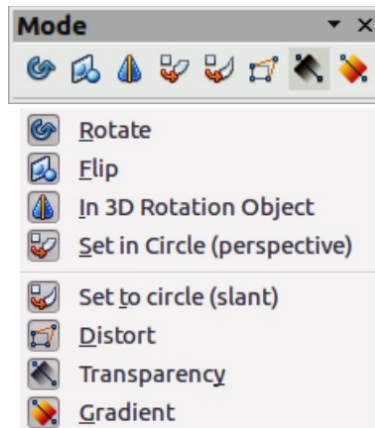 Mode
Rotate
Flip
In 3D Rotation Object
Set in Circle (perspective)
Set to circle (slant)
Distort
Transparency
Gradient